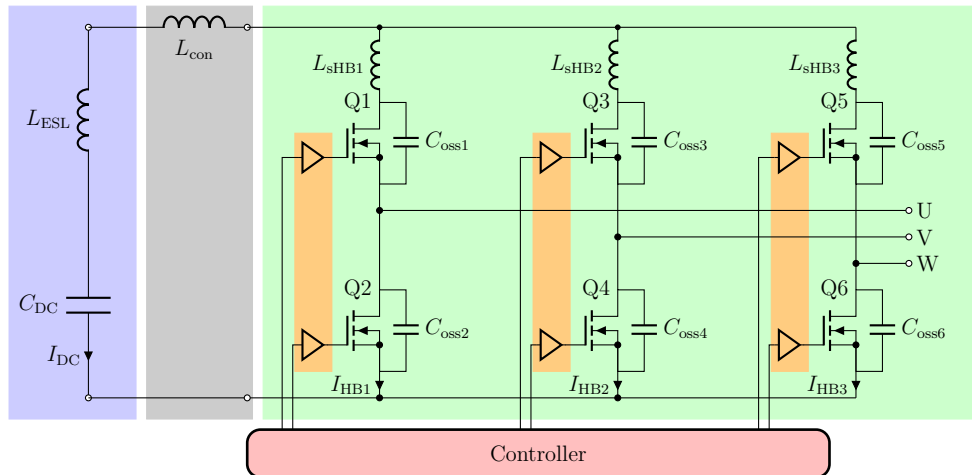 L_con
L_sHB1
L_sHB2
L_sHB3
Q1
Q3
Q5
L_ESL
C_oss1
C_oss3
C_oss5
U
V
W
Q2
Q4
Q6
C_DC
C_oss2
C_oss4
C_oss6
I_DC
I_HB1
I_HB2
I_HB3
Controller